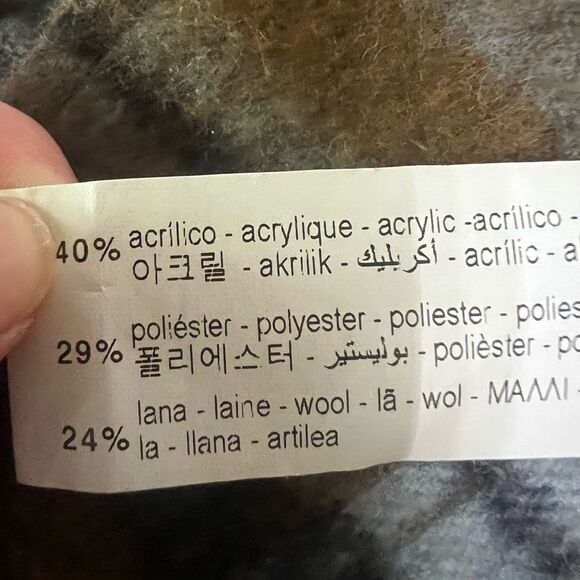 40% acrílico - acrylique - acrylic -acrílico -
아크릴 - akrilik - أكريليك - acrílic - a
29% poliéster - polyester - poliester - polies
폴리에스터 - بوليستير - polièster - po
24% lana - laine - wool - lã - wol - ΜΑΛΛΙ -
la - llana - artilea